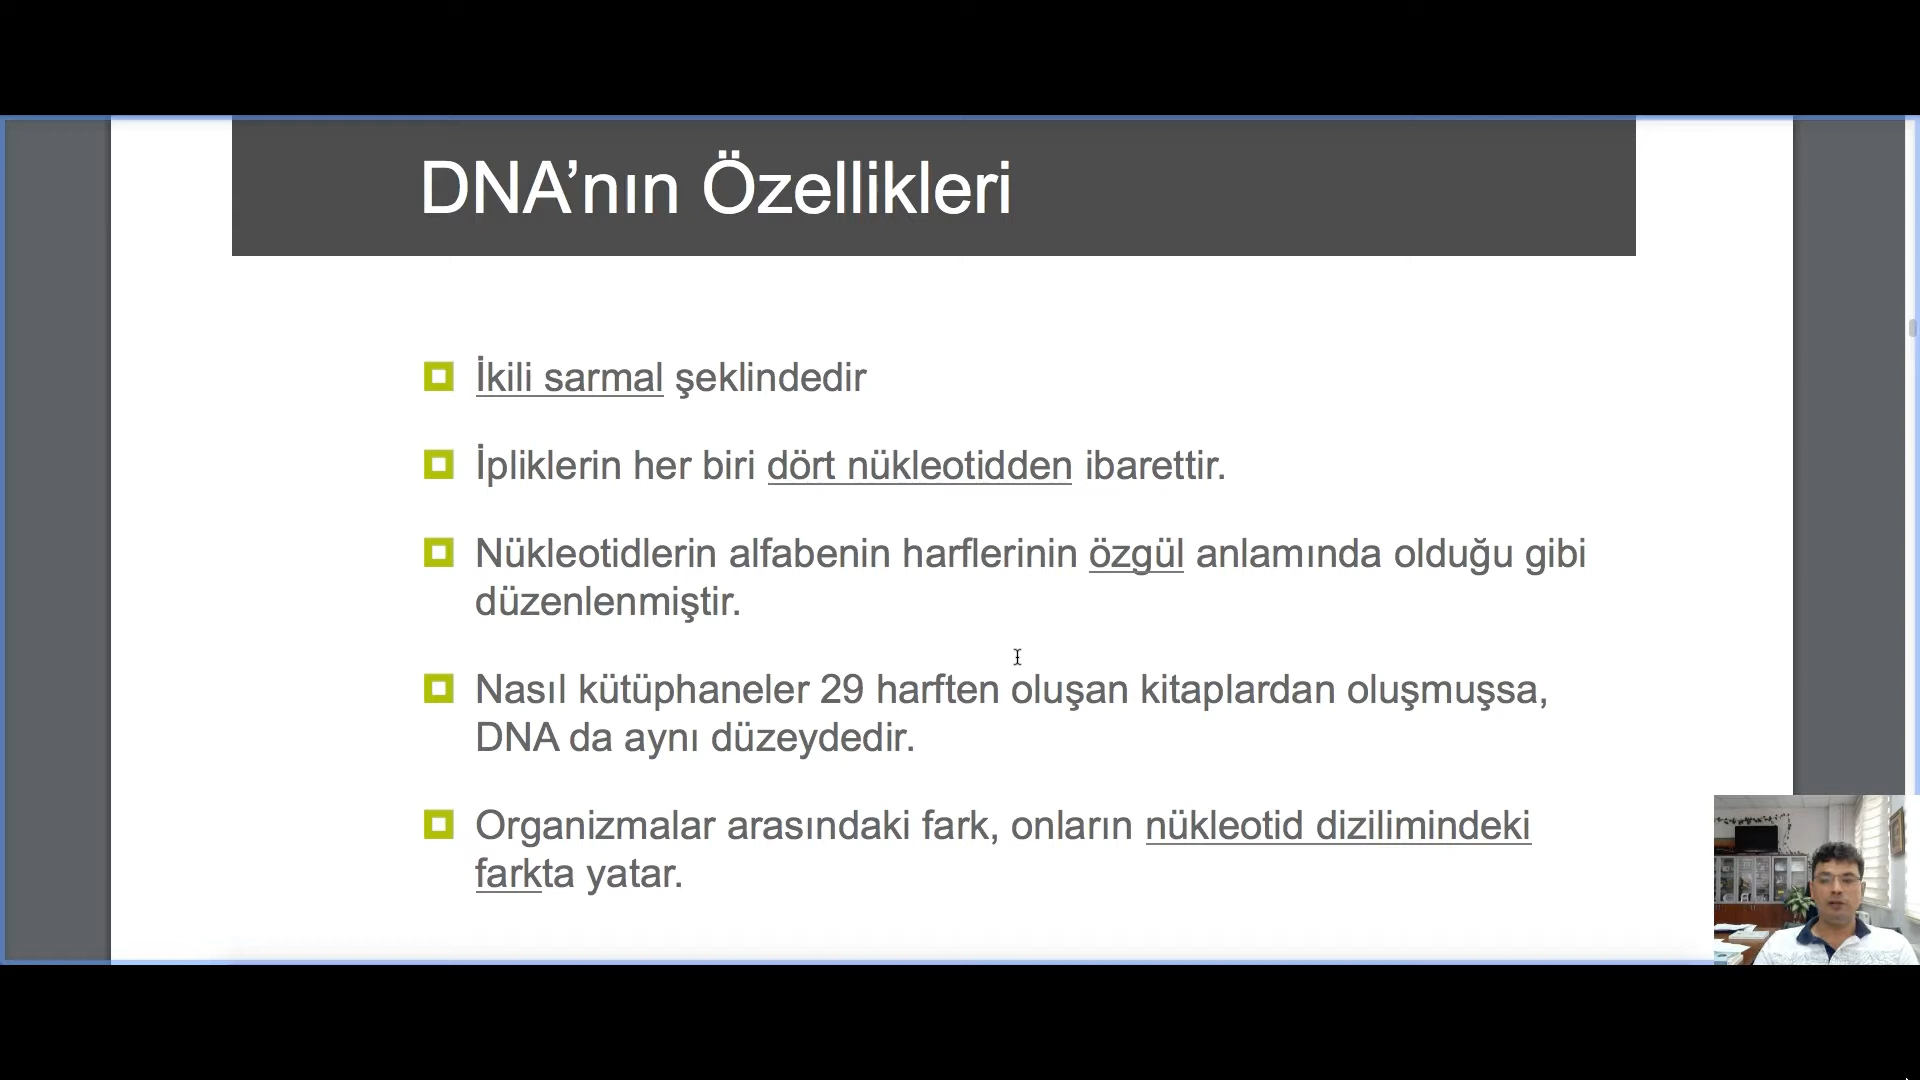 DNA’nın Özellikleri
İkili sarmal şeklindedir
İpliklerin her biri dört nükleotidden ibarettir.
Nükleotidlerin alfabenin harflerinin özgül anlamında olduğu gibi
düzenlenmiştir.
Nasıl kütüphaneler 29 harften oluşan kitaplardan oluşmuşsa,
DNA da aynı düzeydedir.
Organizmalar arasındaki fark, onların nükleotid dizilimindeki
farkta yatar.